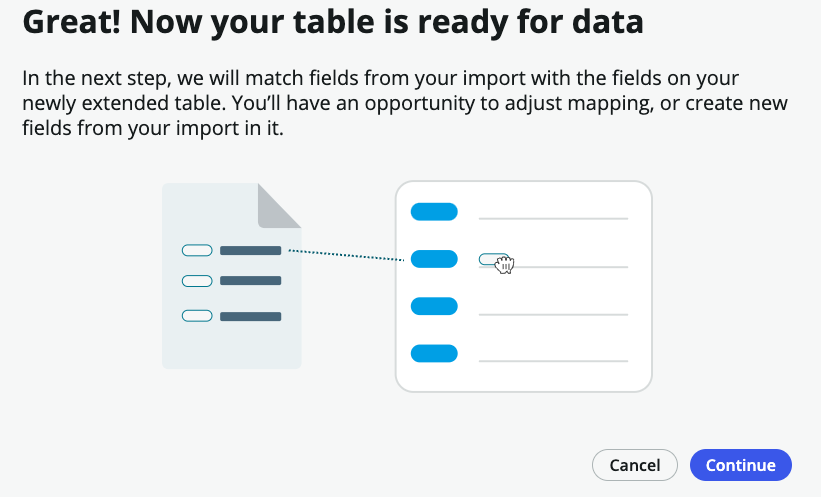 Great! Now your table is ready for data
In the next step, we will match fields from your import with the fields on your
newly extended table. You'll have an opportunity to adjust mapping, or create new
fields from your import in it.
Cancel
Continue